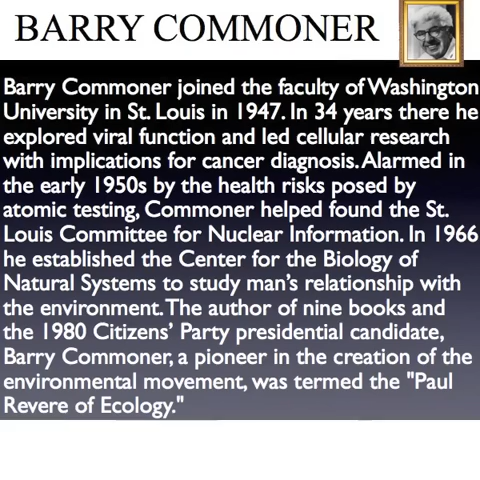 BARRY COMMONER
Barry Commoner joined the faculty of Washington
University in St. Louis in 1947. In 34 years there he
explored viral function and led cellular research
with implications for cancer diagnosis. Alarmed in
the early 1950s by the health risks posed by
atomic testing, Commoner helped found the St.
Louis Committee for Nuclear Information. In 1966
he established the Center for the Biology of
Natural Systems to study man's relationship with
the environment. The author of nine books and
the 1980 Citizens' Party presidential candidate,
Barry Commoner, a pioneer in the creation of the
environmental movement, was termed the "Paul
Revere of Ecology."